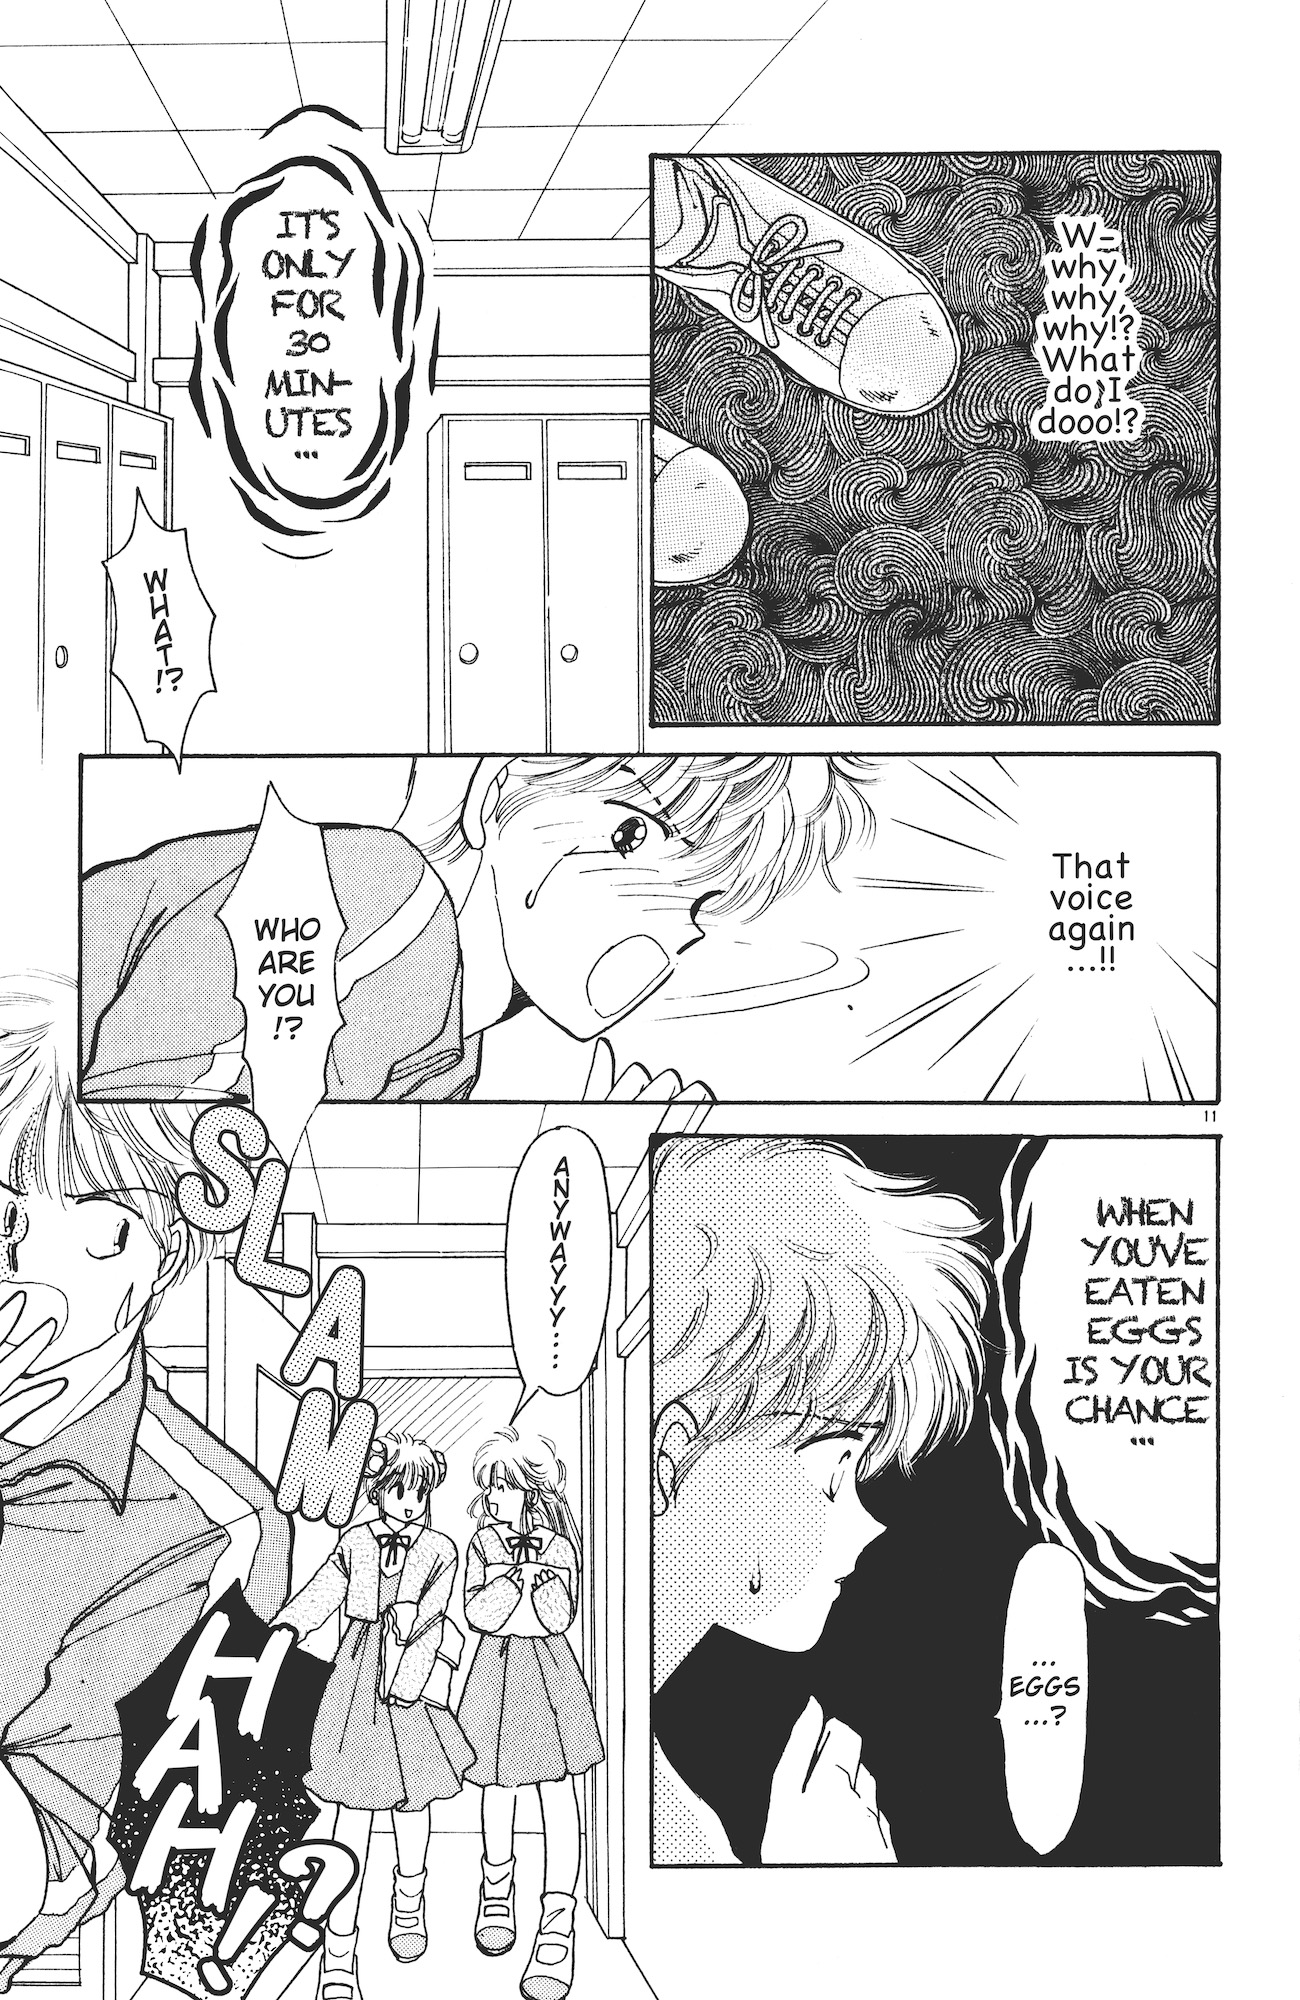 W-
why,
why,
why!?
What
do I
dooo!?
IT'S
ONLY
FOR
30
MIN-
UTES
...
WHAT!?
That
voice
again
...!!
WHO
ARE
YOU
!?
11
WHEN
YOU'VE
EATEN
EGGS
IS YOUR
CHANCE
...
...
EGGS
...?
SLAM
ANYWAYYY...
HAH!?